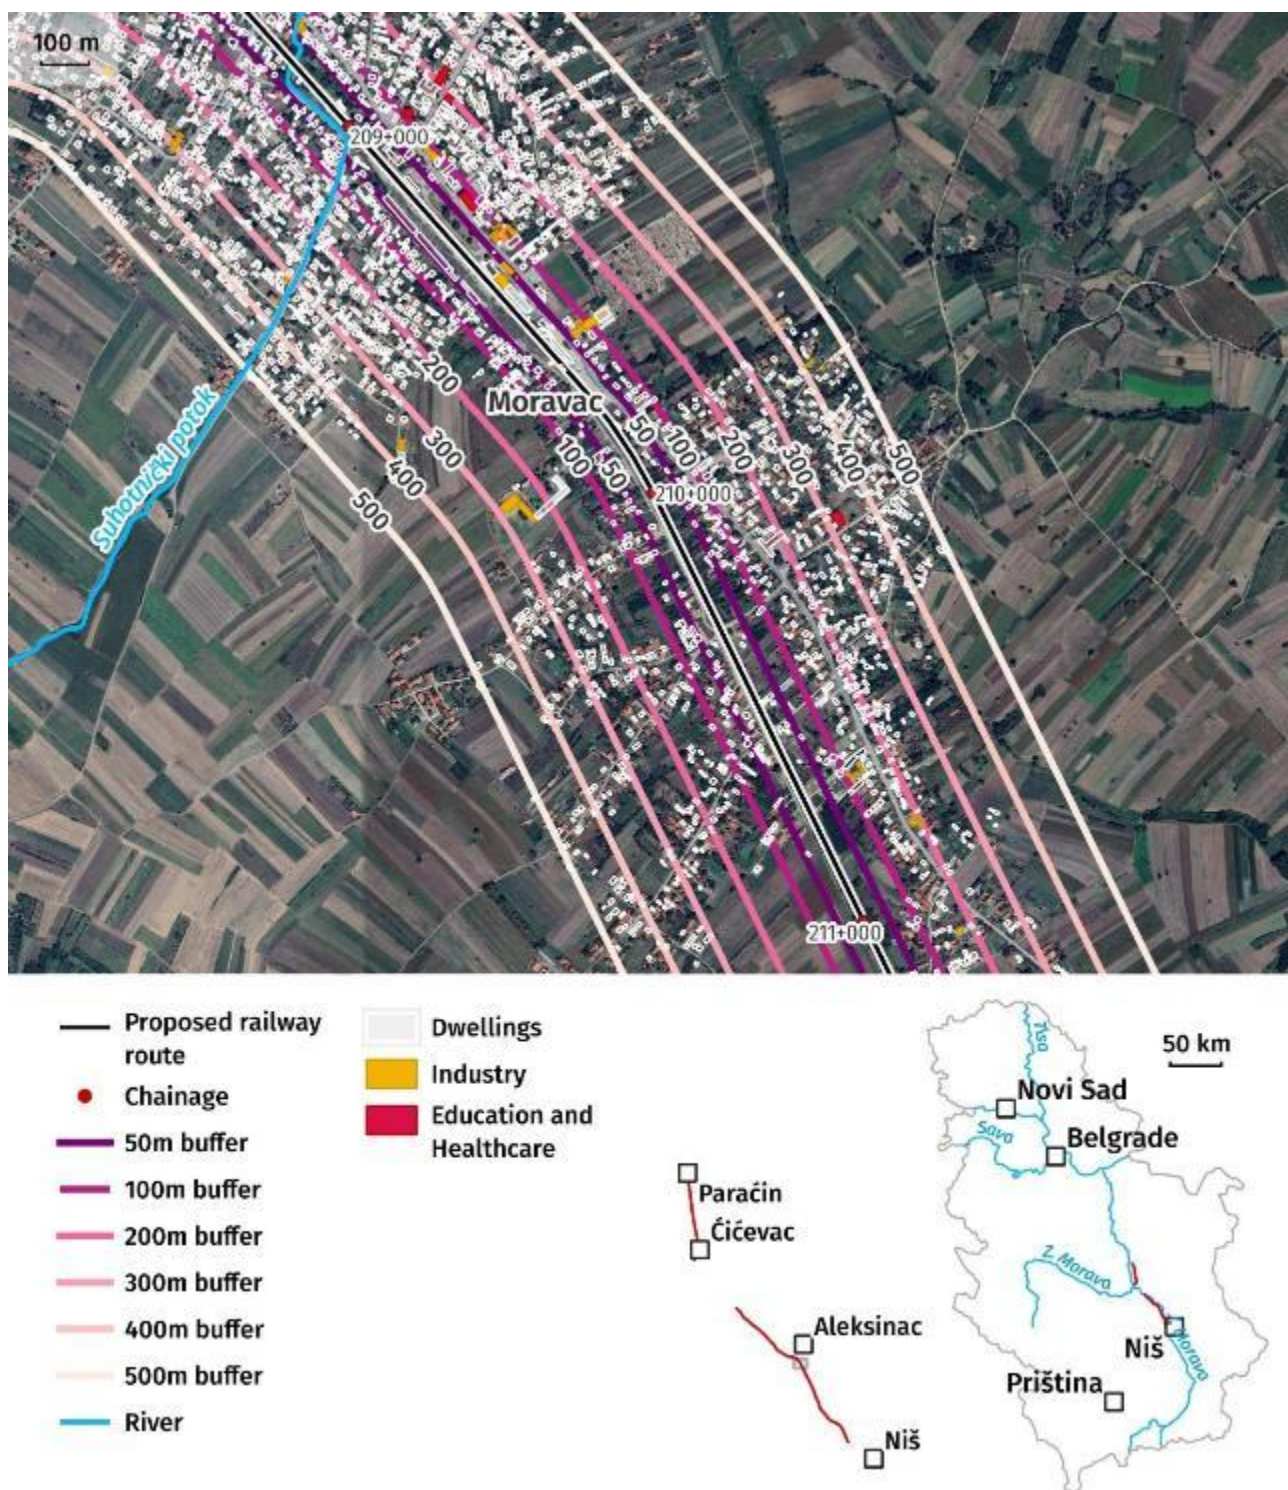 100 m
209+000
Suhotnički potok
Moravac
200
300
400
500
100
50
50
100
200
300
400
500
210+000
211+000
Proposed railway
route
Chainage
50m buffer
100m buffer
200m buffer
300m buffer
400m buffer
500m buffer
River
Dwellings
Industry
Education and
Healthcare
Paraćin
Ćićevac
Aleksinac
Niš
50 km
Tisa
Novi Sad
Sava
Belgrade
Z. Morava
Morava
Niš
Priština